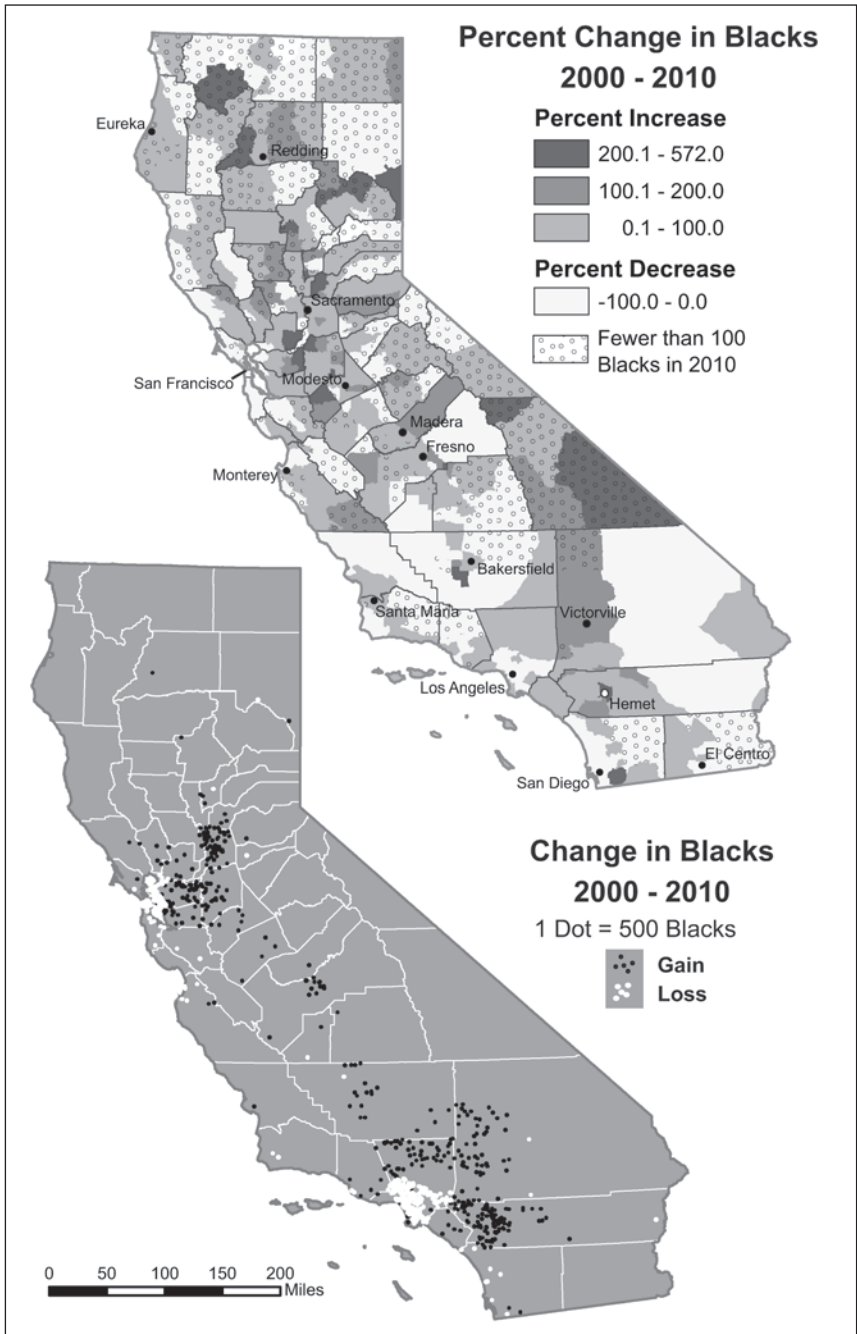 Percent Change in Blacks
2000 - 2010
Percent Increase
200.1 - 572.0
100.1 - 200.0
0.1 - 100.0
Percent Decrease
-100.0 - 0.0
Fewer than 100
Blacks in 2010
Eureka
Redding
Sacramento
San Francisco
Modesto
Madera
Fresno
Monterey
Bakersfield
Santa Maria
Victorville
Los Angeles
Hemet
El Centro
San Diego
Change in Blacks
2000 - 2010
1 Dot = 500 Blacks
Gain
Loss
0 50 100 150 200
Miles